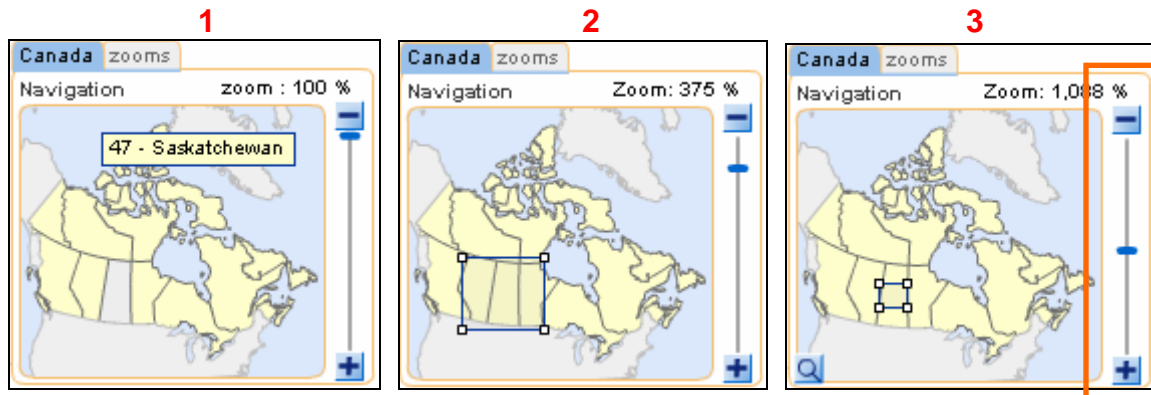 1
Canada zooms
Navigation zoom : 100 %
47 - Saskatchewan
2
Canada zooms
Navigation Zoom: 375 %
3
Canada zooms
Navigation Zoom: 1,088 %